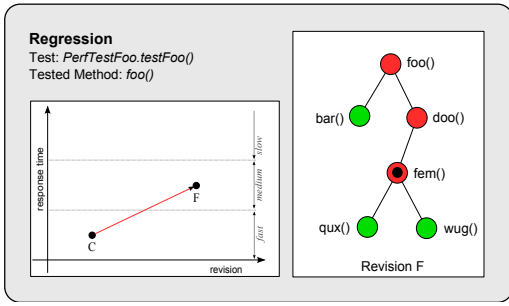 Regression
Test: PerfTestFoo.testFoo()
Tested Method: foo()
response time
slow
medium
fast
F
C
revision
foo()
bar()
doo()
fem()
qux()
wug()
Revision F